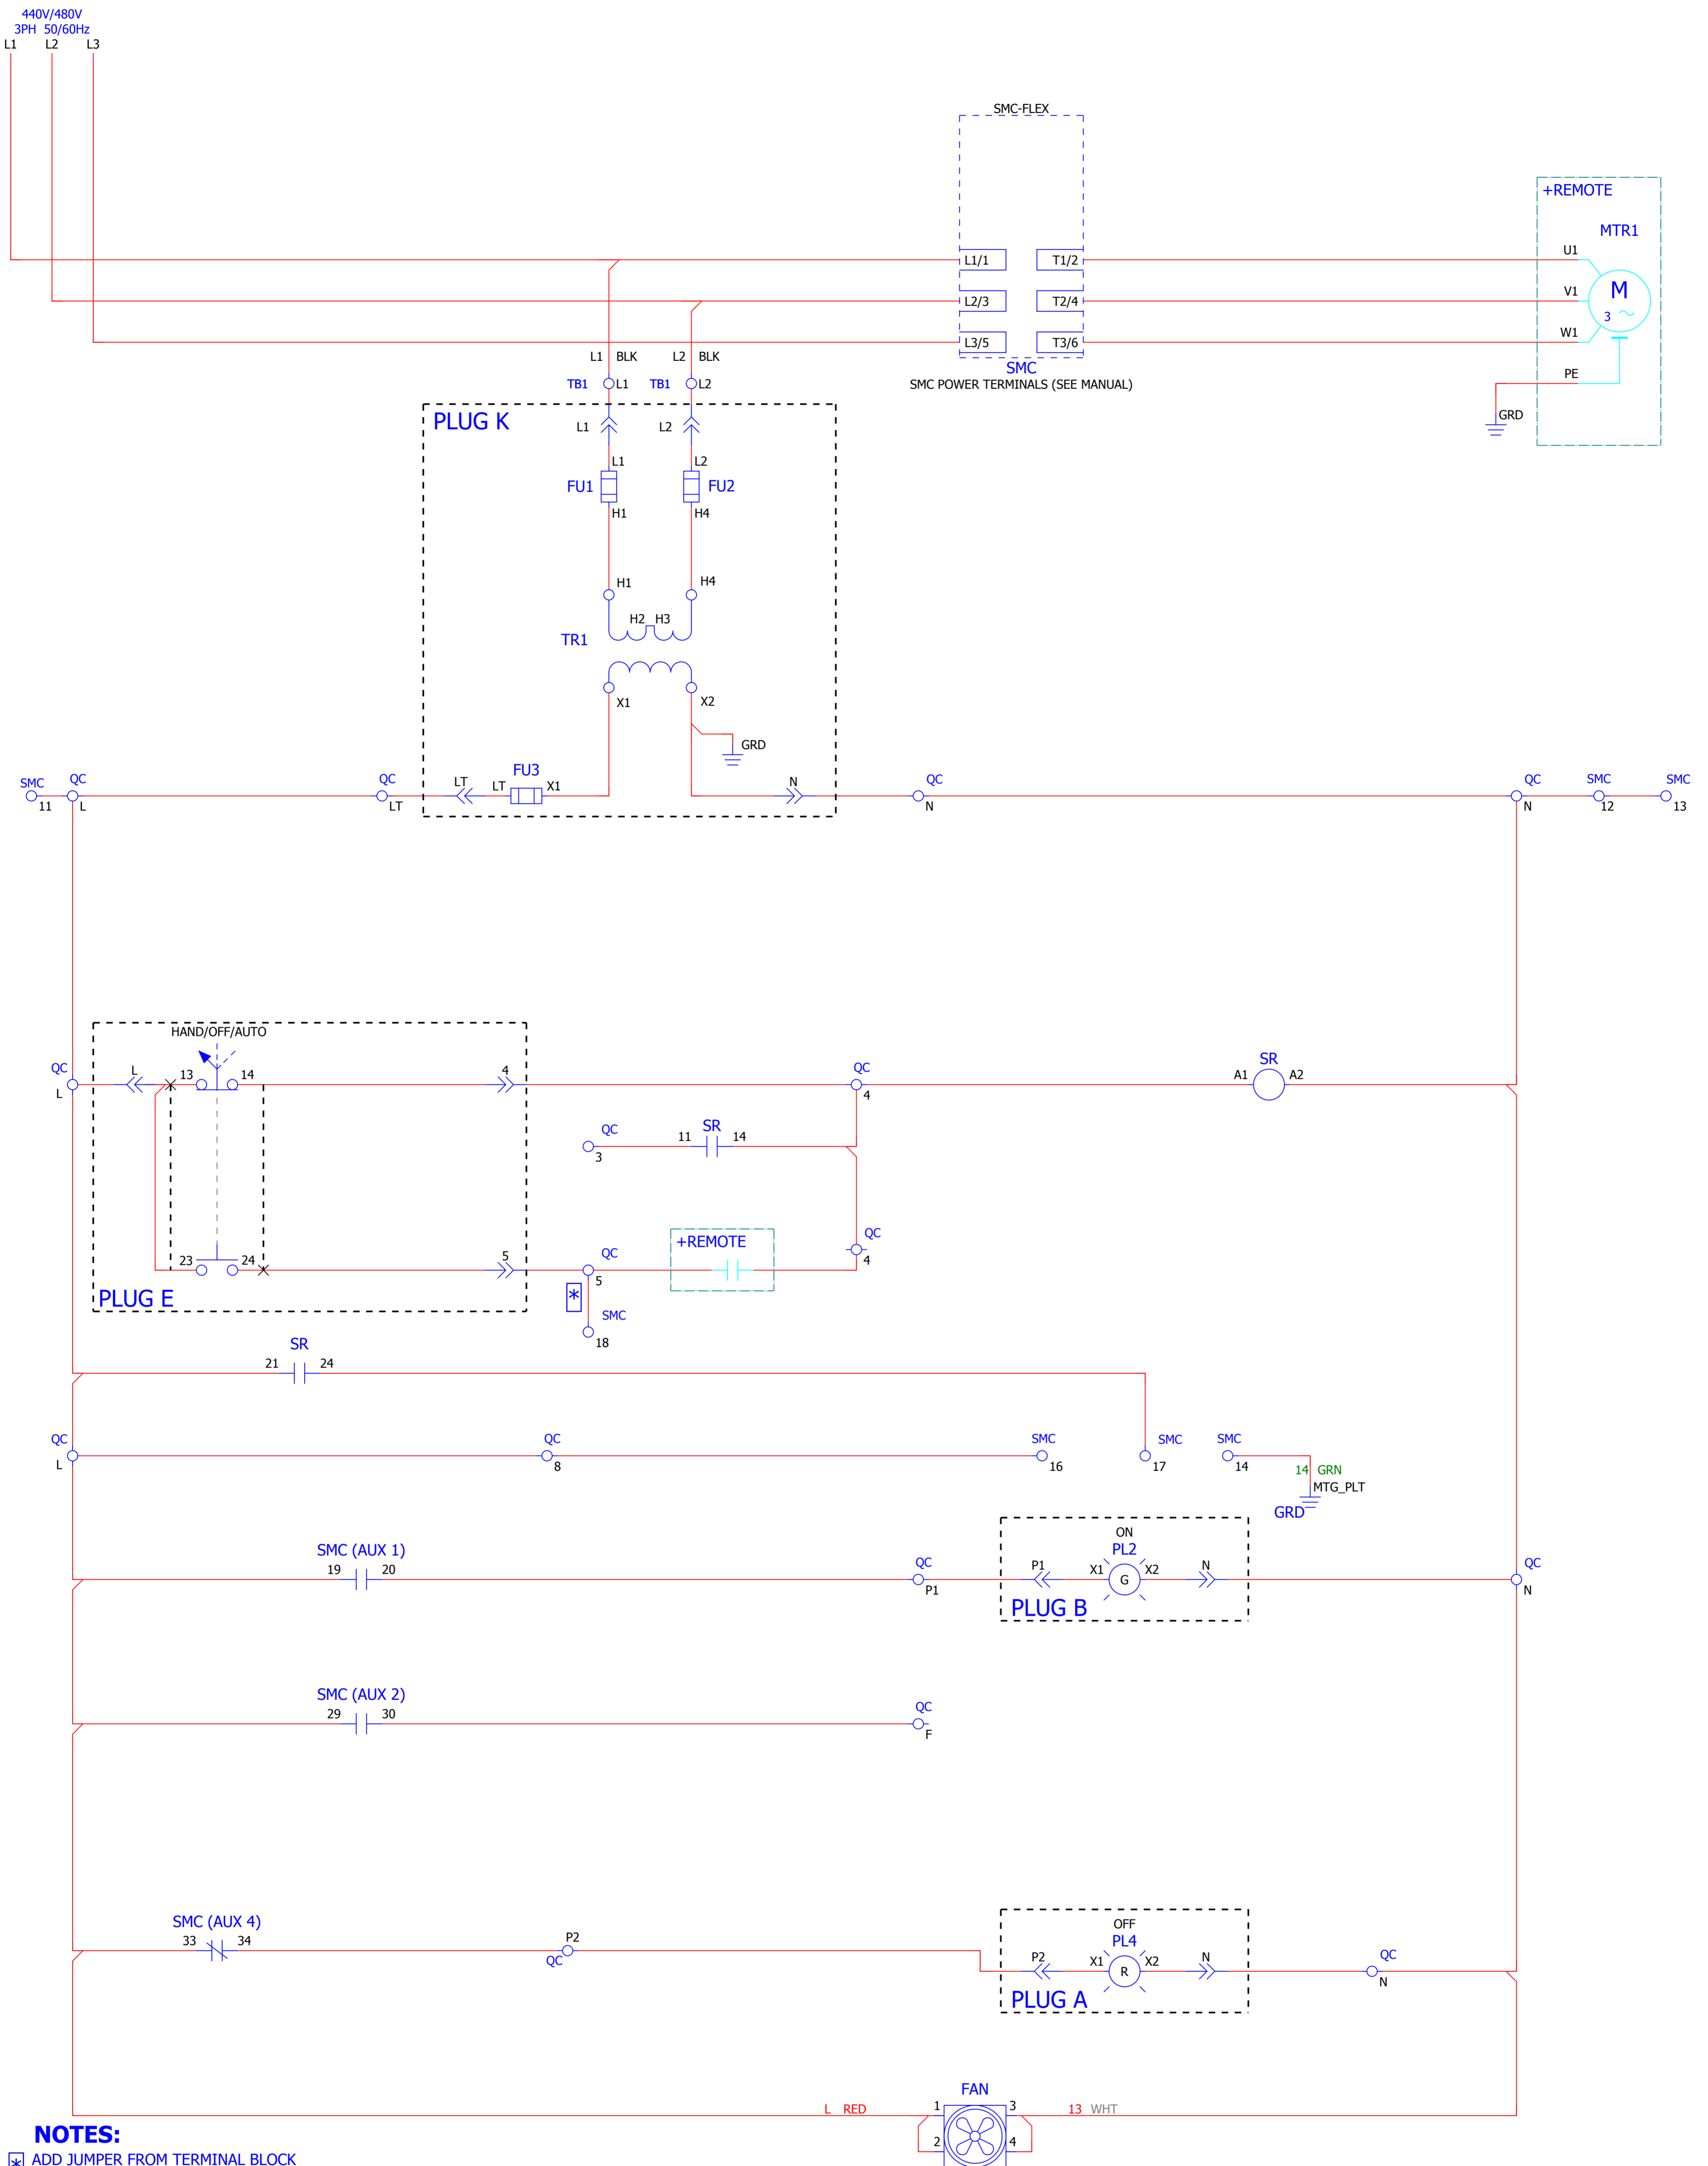 440V/480V
3PH 50/60Hz
L1 L2 L3
SMC-FLEX
+REMOTE
MTR1
U1
L1/1 T1/2
V1
M
3
L2/3 T2/4
W1
L3/5 T3/6
L1 BLK L2 BLK
SMC
PE
TB1 L1 TB1 L2
SMC POWER TERMINALS (SEE MANUAL)
GRD
PLUG K
L1 L2
L1 L2
FU1 FU2
H1 H4
H1 H4
H2 H3
TR1
X1 X2
GRD
SMC QC QC LT LT FU3 X1 N QC QC SMC SMC
11 L LT N N 12 13
HAND/OFF/AUTO
QC L 13 14 4 QC A1 SR A2
L 4
QC 11 SR 14
3
+REMOTE
QC
23 24 5 QC 4
5
PLUG E
*
SMC
18
SR
21 24
QC QC SMC SMC SMC
L 8 16 17 14
14 GRN
MTG_PLT
GRD
ON
SMC (AUX 1) PL2
19 20 QC P1 X1 G X2 N QC
P1 N
PLUG B
SMC (AUX 2)
29 30 QC
F
SMC (AUX 4) OFF
33 34 P2 PL4
QC P2 X1 R X2 N QC
N
PLUG A
FAN
L RED 1 3 13 WHT
2 4
NOTES:
* ADD JUMPER FROM TERMINAL BLOCK